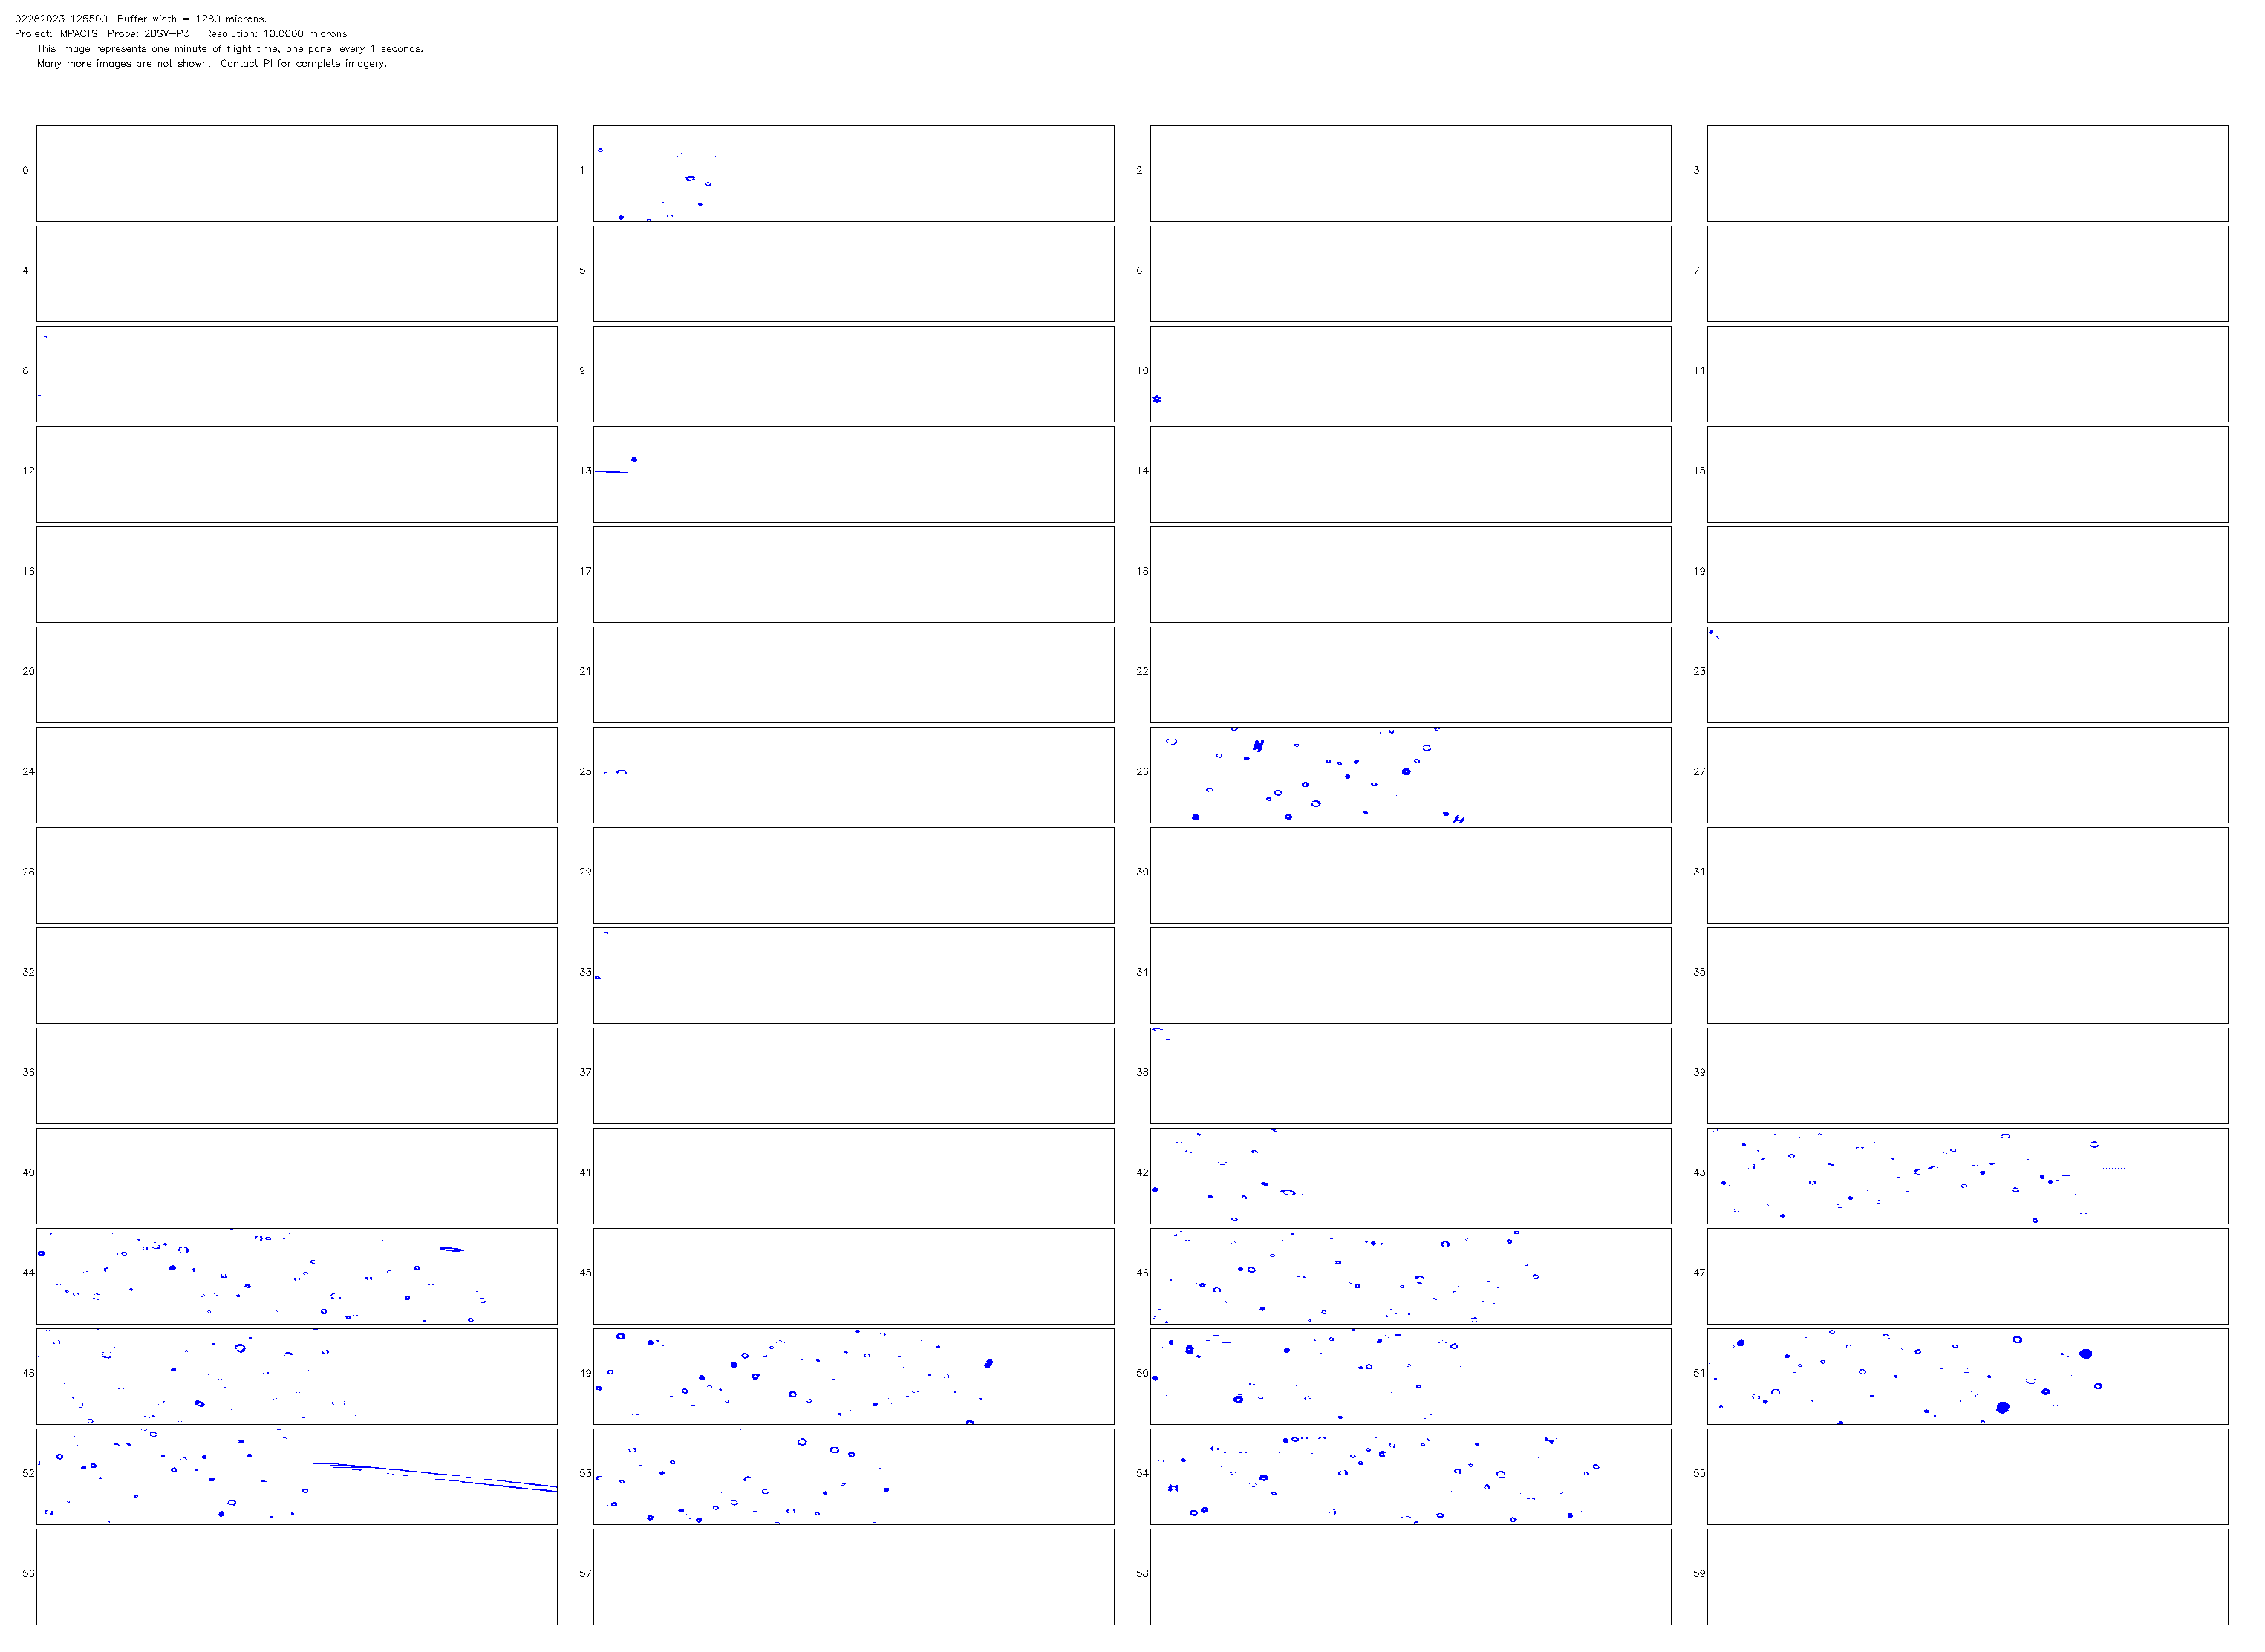 02282023 125500  Buffer width = 1280 microns.
Project: IMPACTS  Probe: 2DSV-P3   Resolution: 10.0000 microns
This image represents one minute of flight time, one panel every 1 seconds.
Many more images are not shown.  Contact PI for complete imagery.
0 1 2 3
4 5 6 7
8 9 10 11
12 13 14 15
16 17 18 19
20 21 22 23
24 25 26 27
28 29 30 31
32 33 34 35
36 37 38 39
40 41 42 43
44 45 46 47
48 49 50 51
52 53 54 55
56 57 58 59